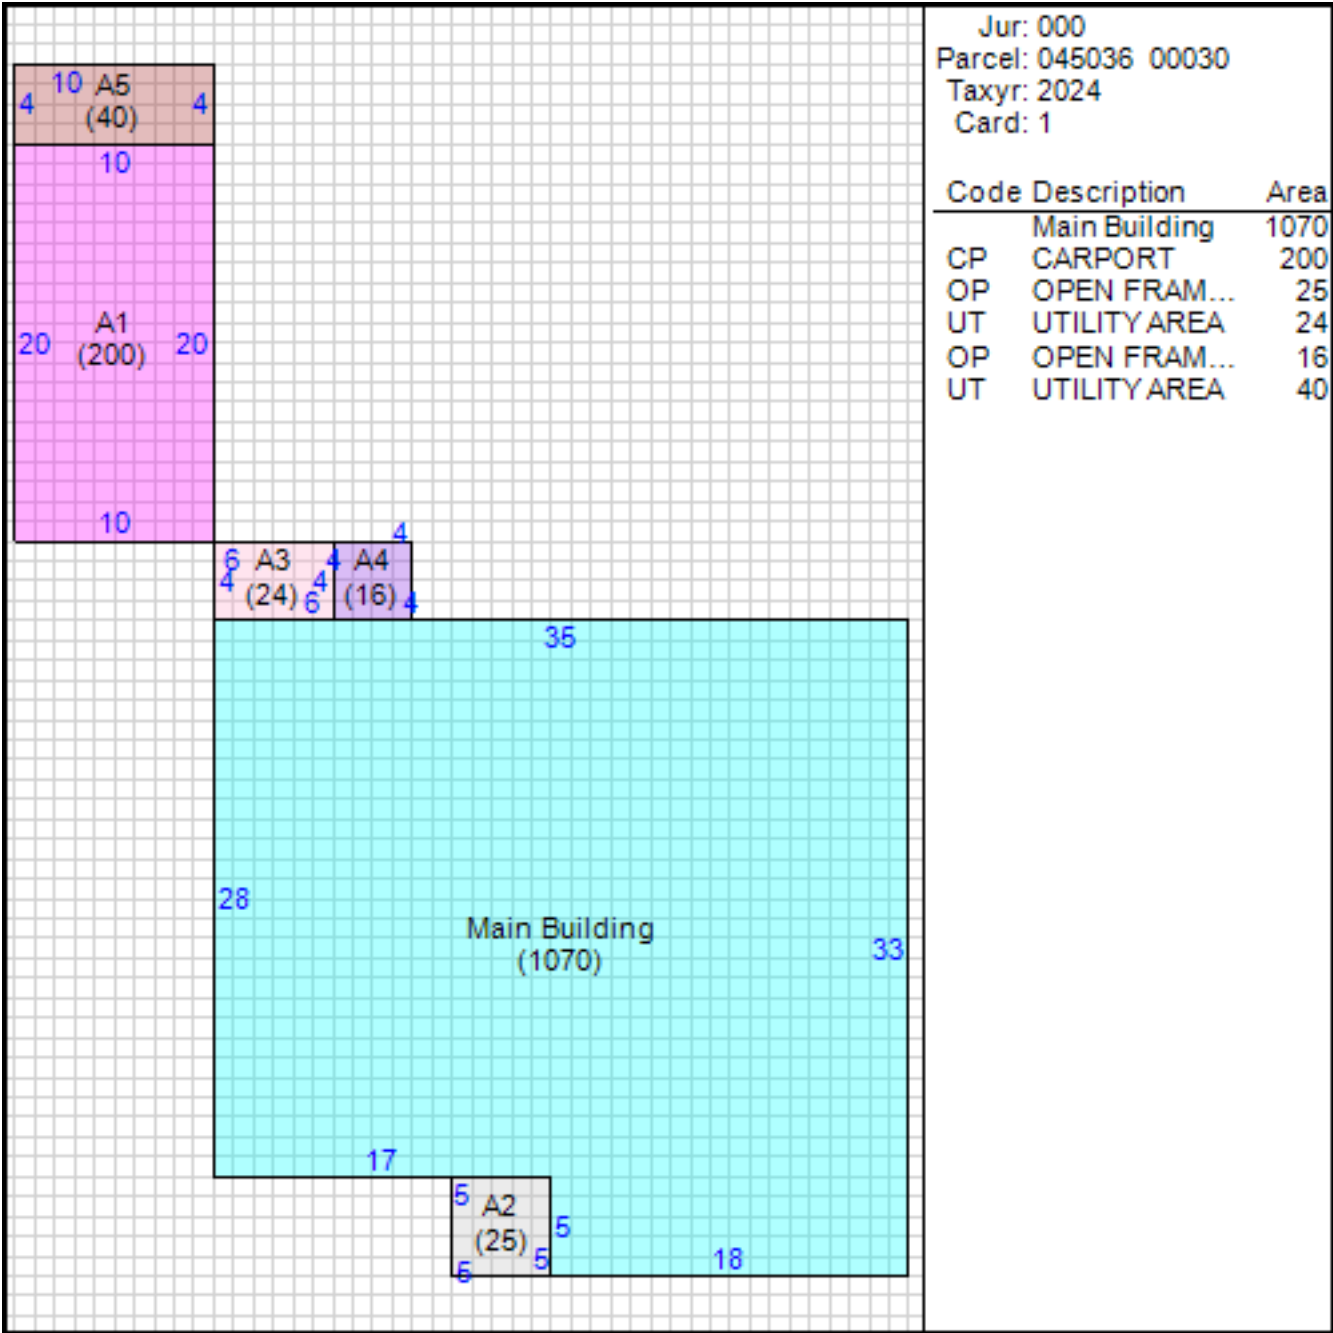 Jur: 000
Parcel: 045036 00030
Taxyr: 2024
Card: 1
Code Description Area
Main Building 1070
CP CARPORT 200
OP OPEN FRAM... 25
UT UTILITY AREA 24
OP OPEN FRAM... 16
UT UTILITY AREA 40
10 A5
4 (40) 4
10
A1
20 (200) 20
10
4
6 A3 4 A4
4 (24) 4 6 (16) 4
35
28
Main Building
(1070)
33
17
5 A2
(25) 5
5 5
18